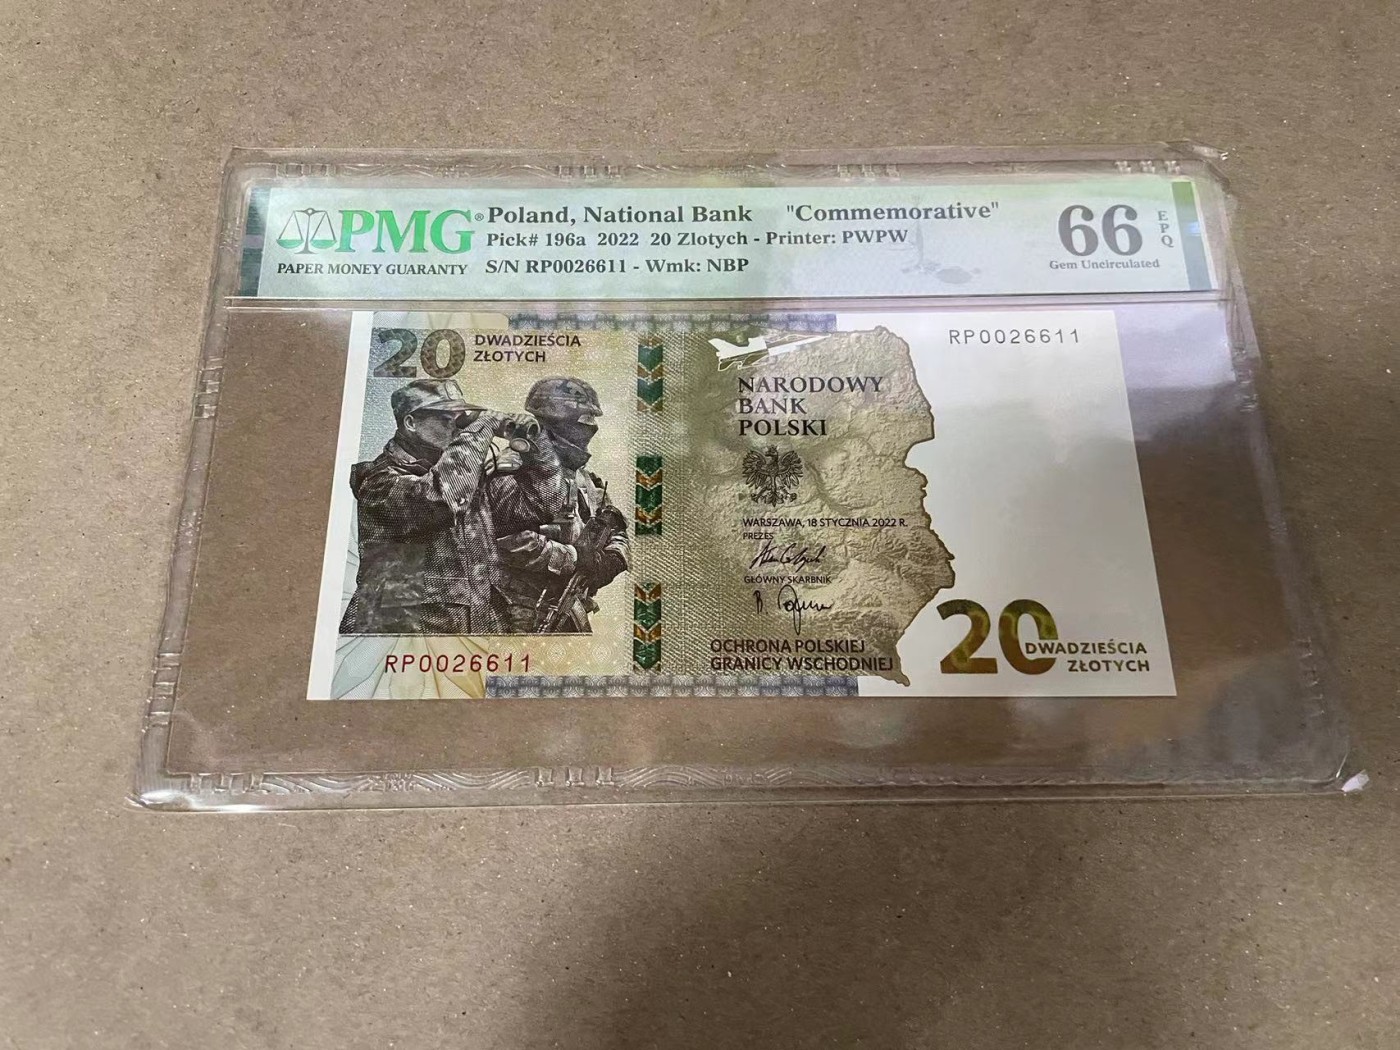 PMG®
PAPER MONEY GUARANTY
Poland, National Bank "Commemorative"
Pick# 196a 2022 20 Zlotych - Printer: PWPW
S/N RP0026611 - Wmk: NBP
66
EPQ
Gem Uncirculated
20
DWADZIEŚCIA
ZŁOTYCH
RP0026611
NARODOWY
BANK
POLSKI
WARSZAWA, 18 STYCZNIA 2022 R.
PREZES
GŁÓWNY SKARBNIK
OCHRONA POLSKIEJ
GRANICY WSCHODNIEJ
RP0026611
20
DWADZIEŚCIA
ZŁOTYCH